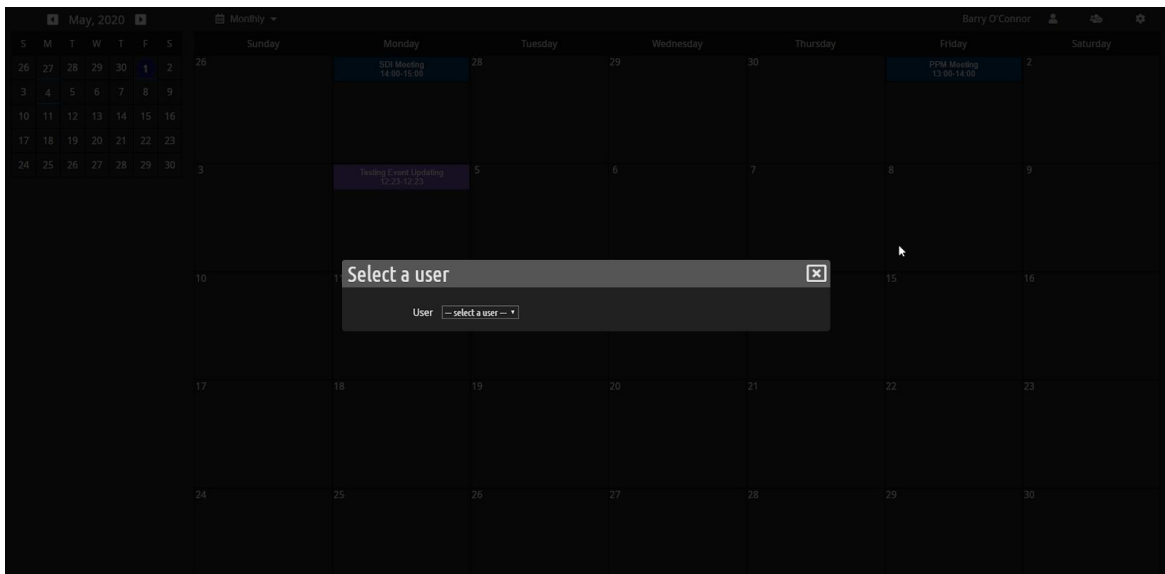 May, 2020
Monthly
Barry O'Connor
S M T W T F S
26 27 28 29 30 1 2
3 4 5 6 7 8 9
10 11 12 13 14 15 16
17 18 19 20 21 22 23
24 25 26 27 28 29 30
Sunday Monday Tuesday Wednesday Thursday Friday Saturday
26 28 29 30 2
SDI Meeting
14:00-15:00
PPM Meeting
13:00-14:00
3 5 6 7 8 9
Testing Event Updating
12:23-12:23
Select a user
User — select a user —
10 15 16
17 18 19 20 21 22 23
24 25 26 27 28 29 30